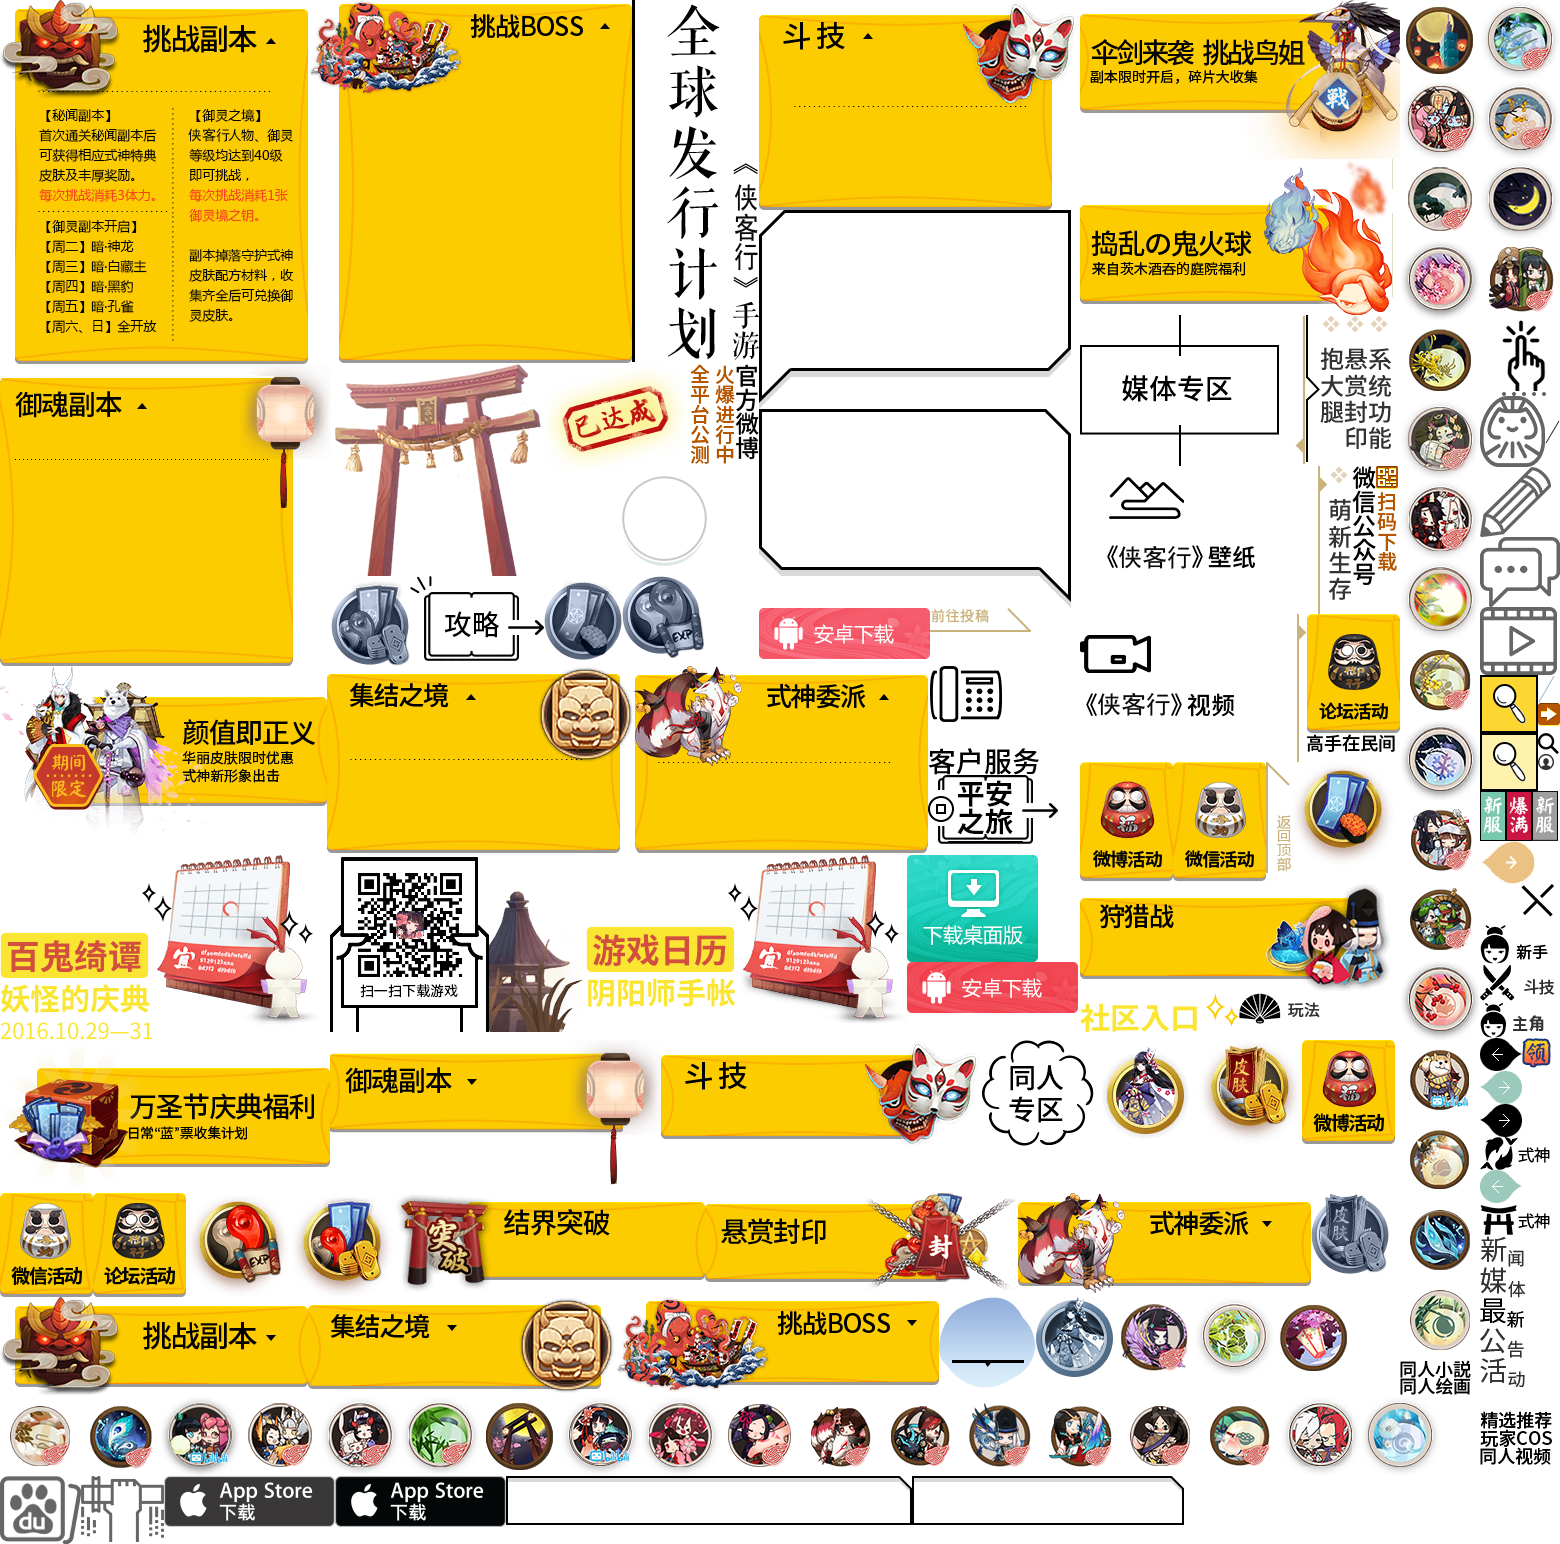 挑战副本
【秘闻副本】
首次通关秘闻副本后
可获得相应式神特典
皮肤及丰厚奖励。
每次挑战消耗3体力。
【御灵副本开启】
【周二】暗·神龙
【周三】暗·白藏主
【周四】暗·黑豹
【周五】暗·孔雀
【周六、日】全开放
【御灵之境】
侠客行人物、御灵
等级均达到40级
即可挑战，
每次挑战消耗1张
御灵境之钥。
副本掉落守护式神
皮肤配方材料，收
集齐全后可兑换御
灵皮肤。
挑战BOSS
全球发行计划
《侠客行》手游
官方微博
火爆进行中
全平台公测
斗技
伞剑来袭 挑战鸟姐
副本限时开启，碎片大收集
戰
捣乱の鬼火球
来自茨木酒吞的庭院福利
媒体专区
系统功能
悬赏封印
抱大腿
《侠客行》壁纸
扫码下载
微信公众号
萌新生存
御魂副本
已达成
攻略
EXP
安卓下载
前往投稿
《侠客行》视频
论坛活动
高手在民间
颜值即正义
华丽皮肤限时优惠
式神新形象出击
期间
限定
集结之境
式神委派
客户服务
平安
之旅
微博活动
微信活动
返回顶部
新服
爆满
新服
百鬼绮谭
妖怪的庆典
2016.10.29—31
宜
扫一扫下载游戏
游戏日历
阴阳师手帐
宜
下载桌面版
安卓下载
狩猎战
社区入口
玩法
新手
斗技
主角
领
式神
式神
万圣节庆典福利
日常“蓝”票收集计划
御魂副本
斗技
同人
专区
皮肤
微博活动
微信活动
论坛活动
EXP
突破
结界突破
悬赏封印
封
式神委派
皮肤
新闻
媒体
最新
公告
活动
挑战副本
集结之境
挑战BOSS
同人小説
同人绘画
精选推荐
玩家COS
同人视频
du
App Store
下载
App Store
下载